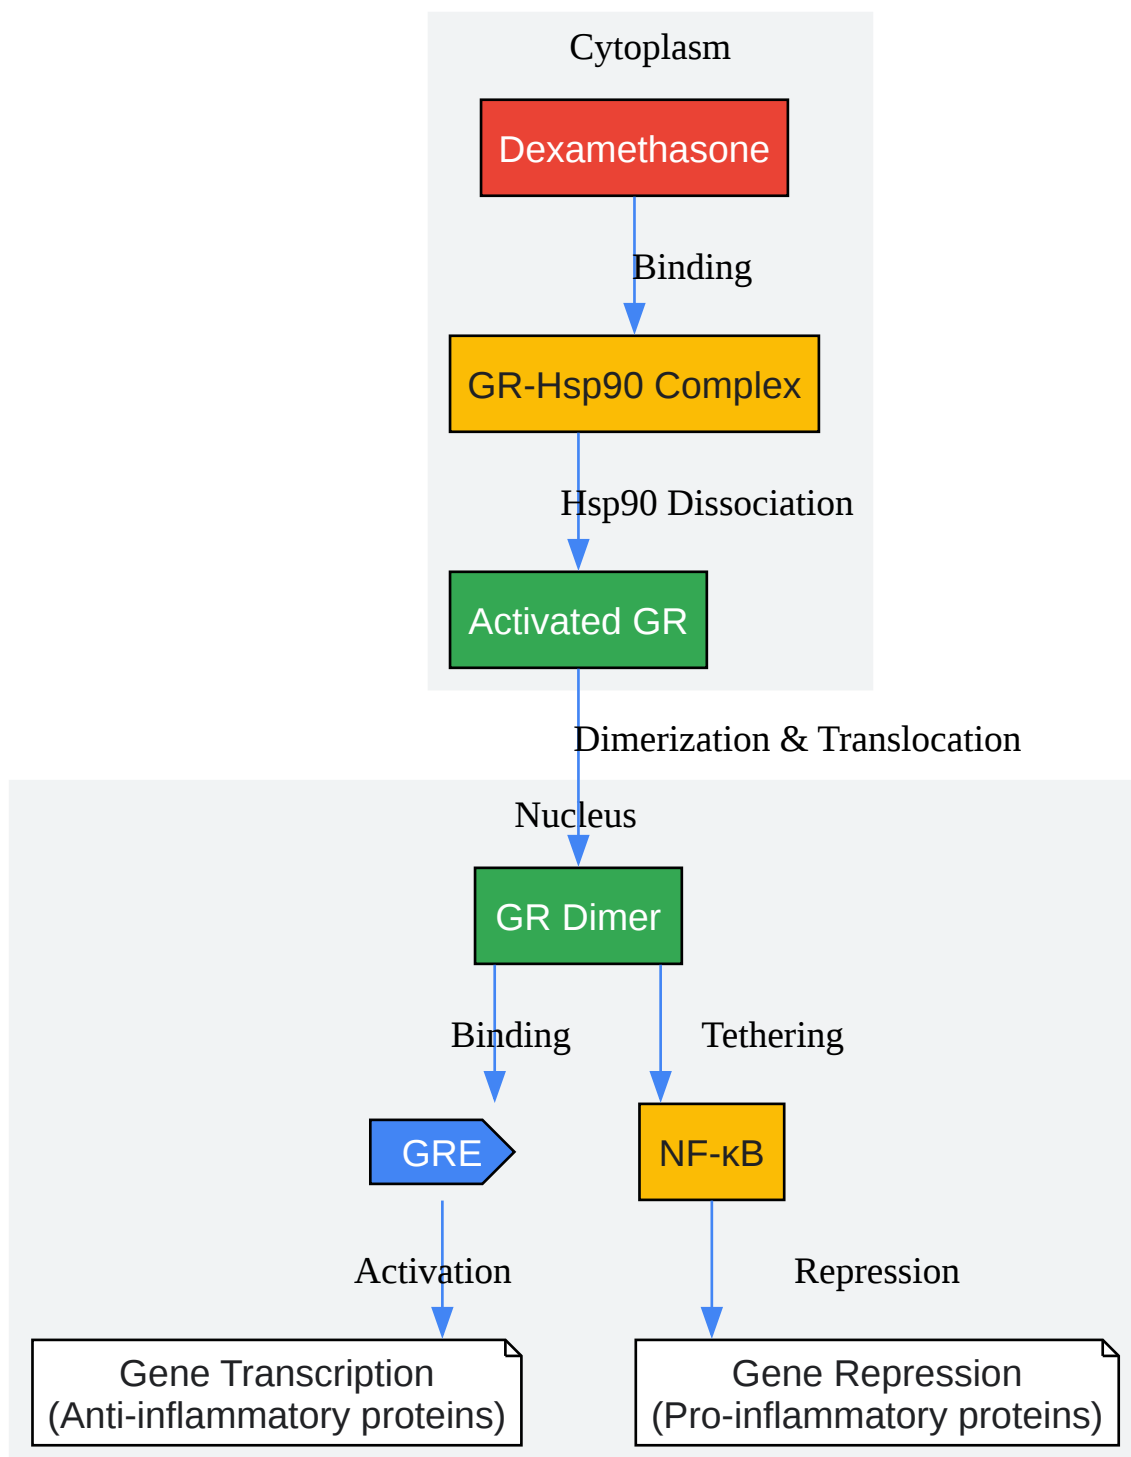 Cytoplasm
Dexamethasone
Binding
GR-Hsp90 Complex
Hsp90 Dissociation
Activated GR
Dimerization & Translocation
Nucleus
GR Dimer
Binding
Tethering
GRE
NF-κB
Activation
Repression
Gene Transcription
(Anti-inflammatory proteins)
Gene Repression
(Pro-inflammatory proteins)